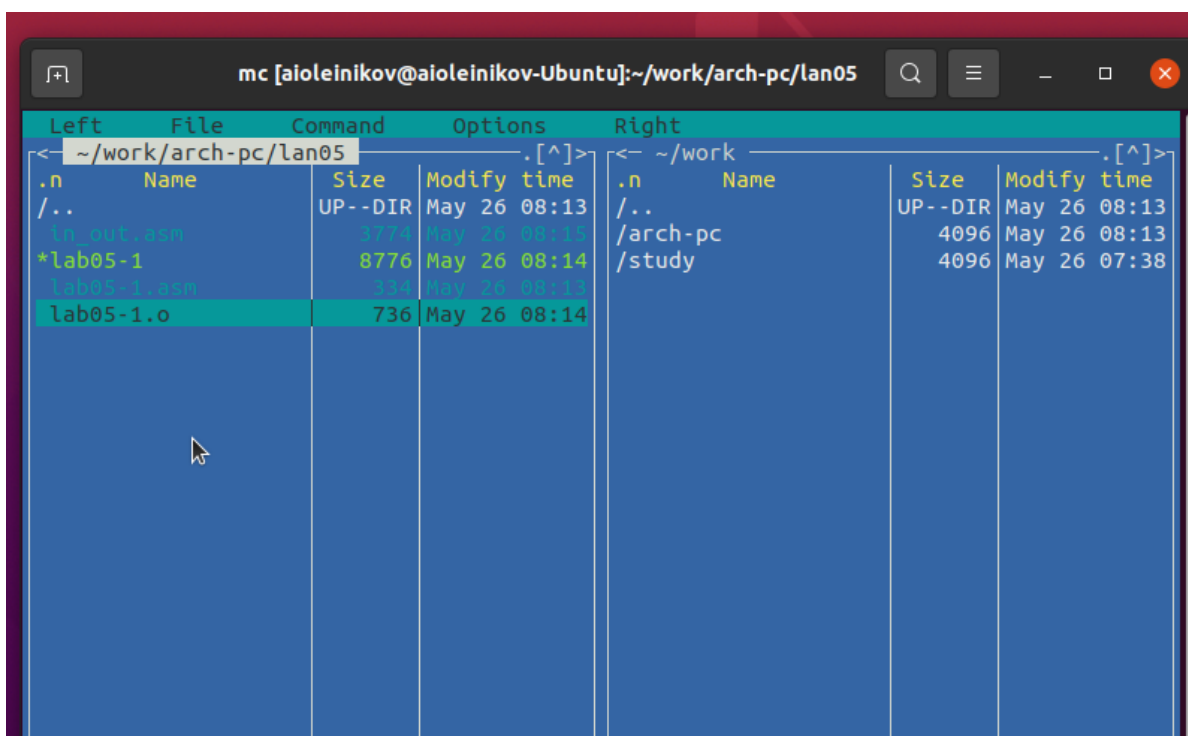 mc [aioleinikov@aioleinikov-Ubuntu]:~/work/arch-pc/lan05
Left File Command Options Right
<─ ~/work/arch-pc/lan05 ─.[^]>
.n Name Size Modify time
/.. UP--DIR May 26 08:13
in_out.asm 3774 May 26 08:15
*lab05-1 8776 May 26 08:14
lab05-1.asm 334 May 26 08:13
lab05-1.o 736 May 26 08:14
<─ ~/work ─.[^]>
.n Name Size Modify time
/.. UP--DIR May 26 08:13
/arch-pc 4096 May 26 08:13
/study 4096 May 26 07:38